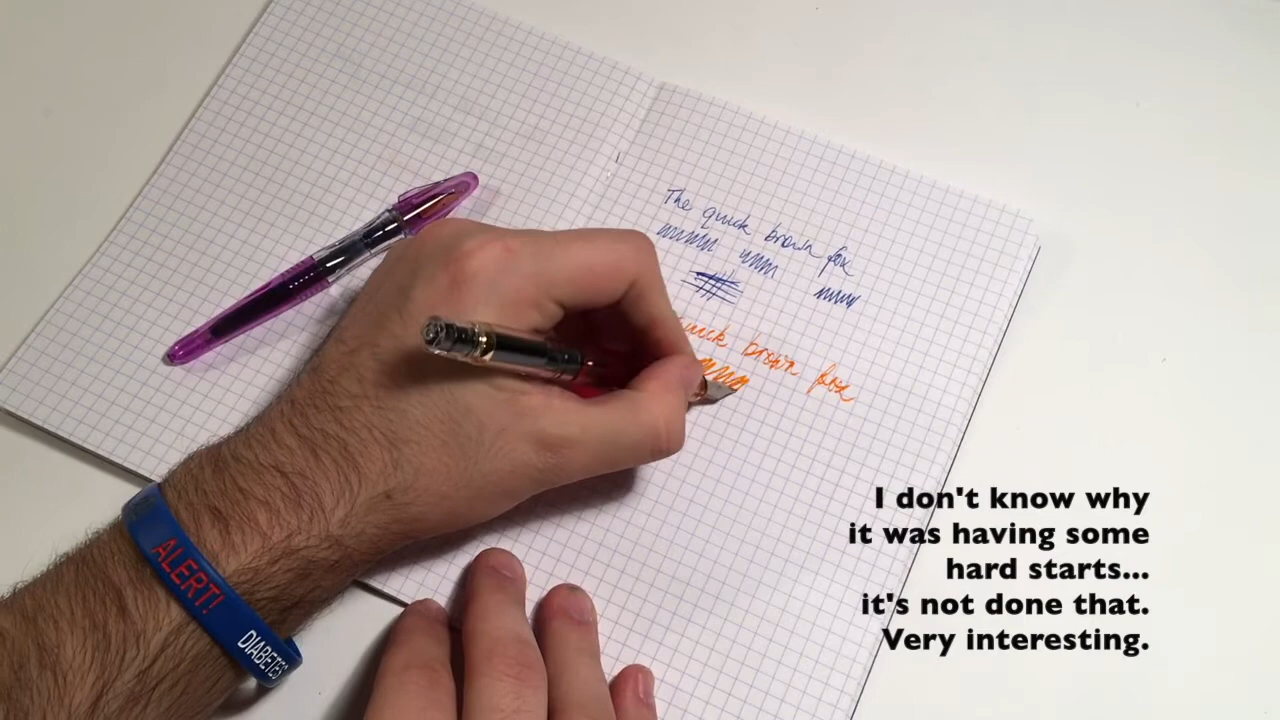 The quick brown fox
quick brown fox
I don't know why
it was having some
hard starts...
it's not done that.
Very interesting.
ALERT!
DIABETES